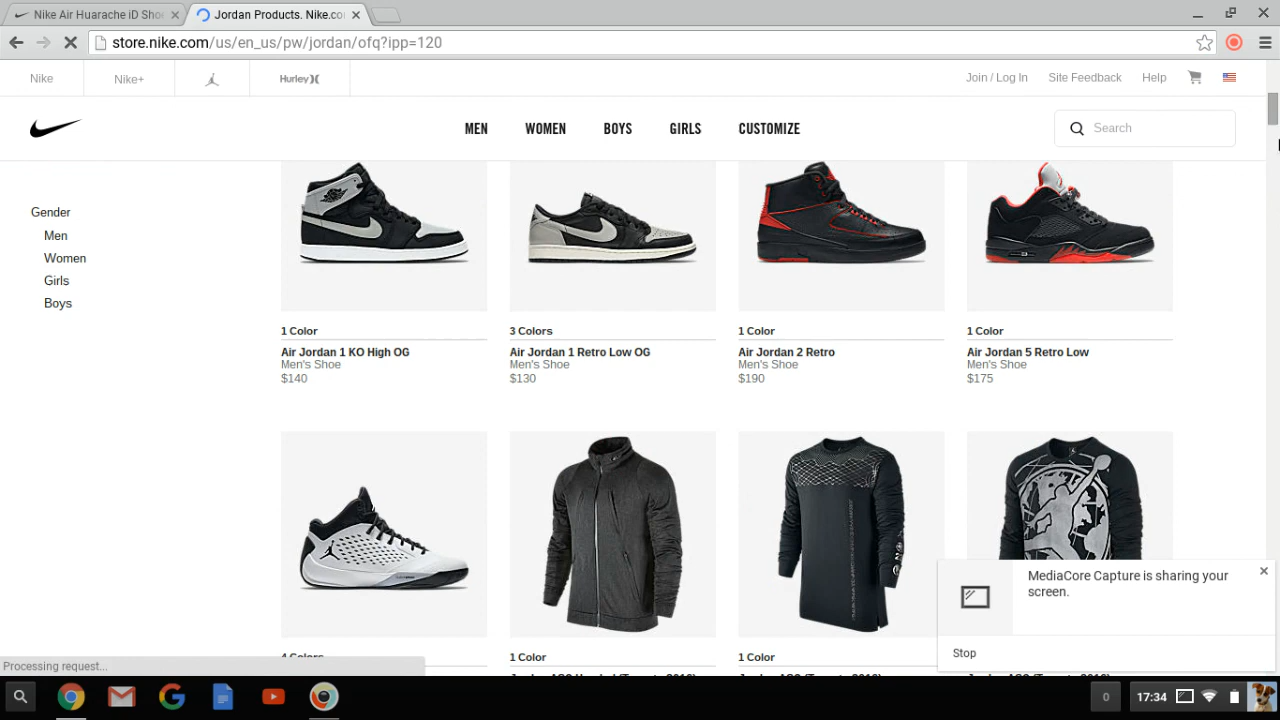 Nike Air Huarache iD Shoe
Jordan Products. Nike.co
store.nike.com/us/en_us/pw/jordan/ofq?ipp=120
Nike
Nike+
Hurley
Join / Log In
Site Feedback
Help
MEN
WOMEN
BOYS
GIRLS
CUSTOMIZE
Search
Gender
Men
Women
Girls
Boys
1 Color
Air Jordan 1 KO High OG
Men's Shoe
$140
3 Colors
Air Jordan 1 Retro Low OG
Men's Shoe
$130
1 Color
Air Jordan 2 Retro
Men's Shoe
$190
1 Color
Air Jordan 5 Retro Low
Men's Shoe
$175
4 Colors
1 Color
1 Color
MediaCore Capture is sharing your
screen.
Stop
Processing request...
0
17:34